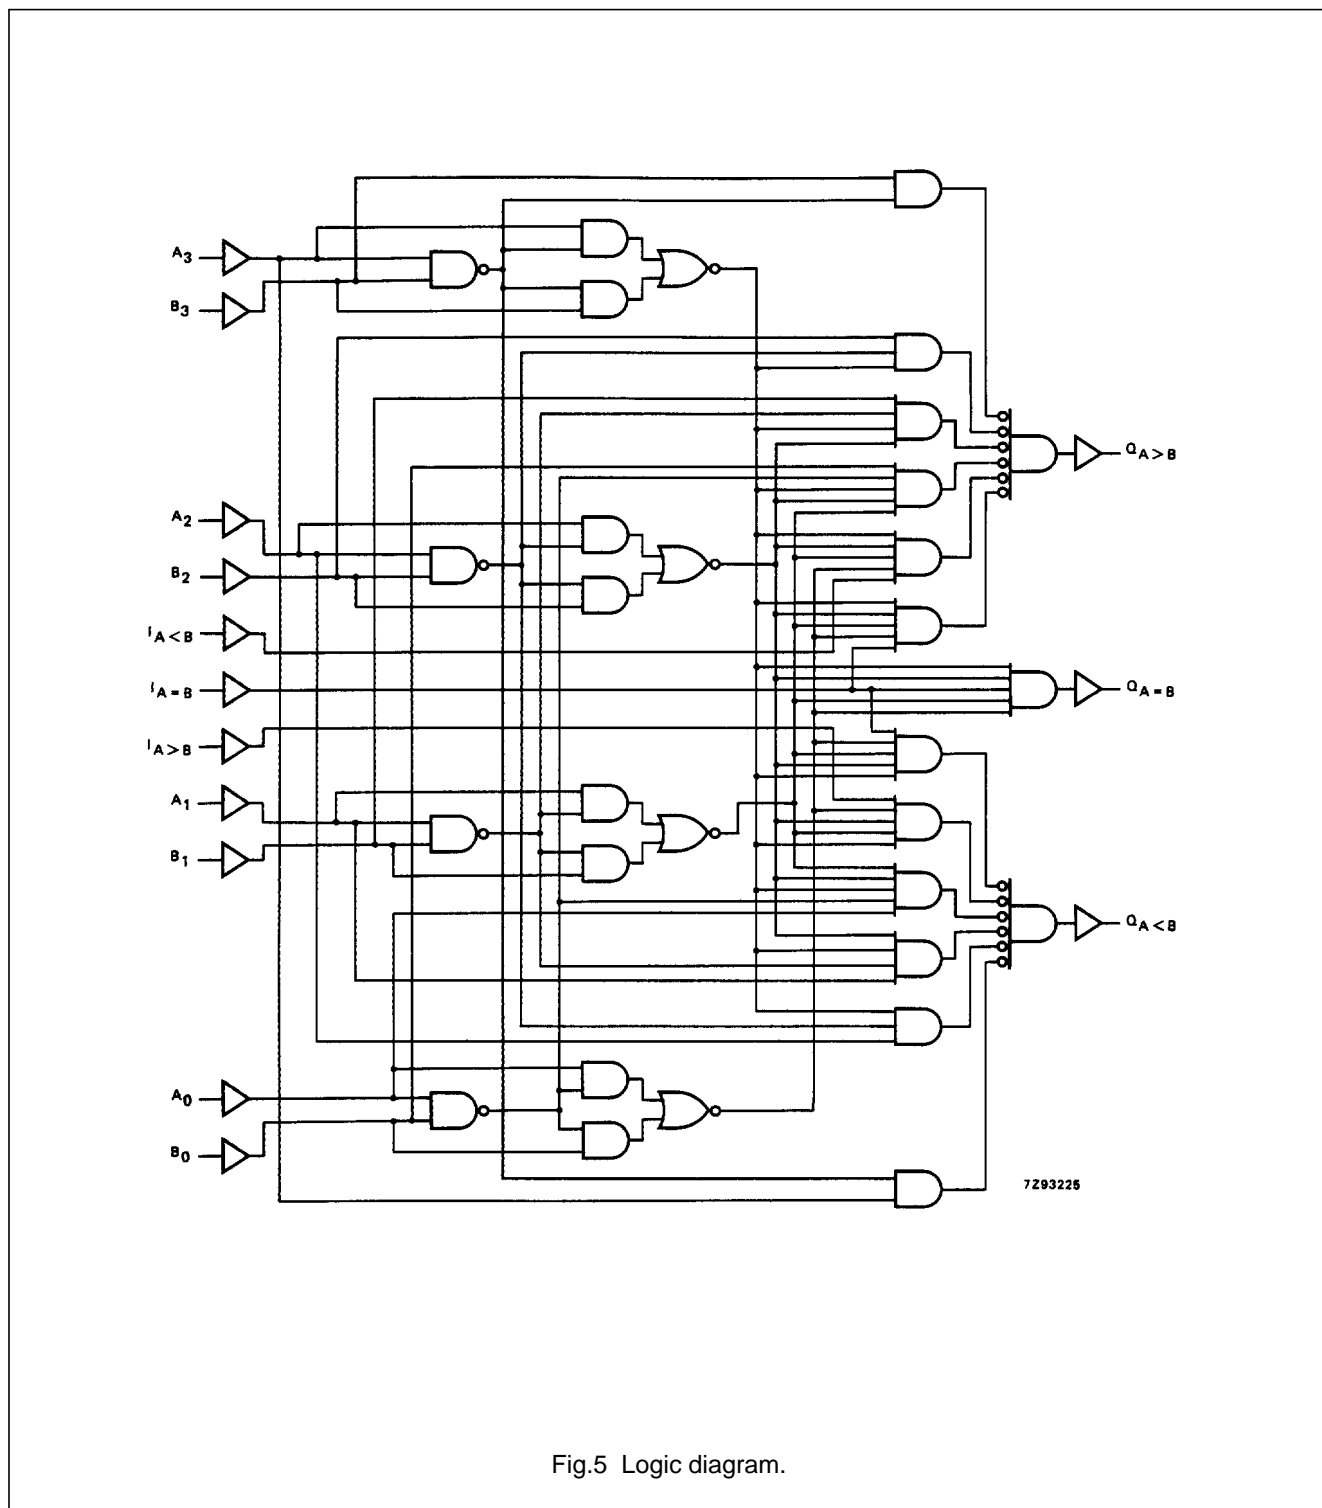 A3
B3
QA>B
A2
B2
IA<B
IA=B
QA=B
IA>B
A1
B1
QA<B
A0
B0
7Z93225
Fig.5 Logic diagram.